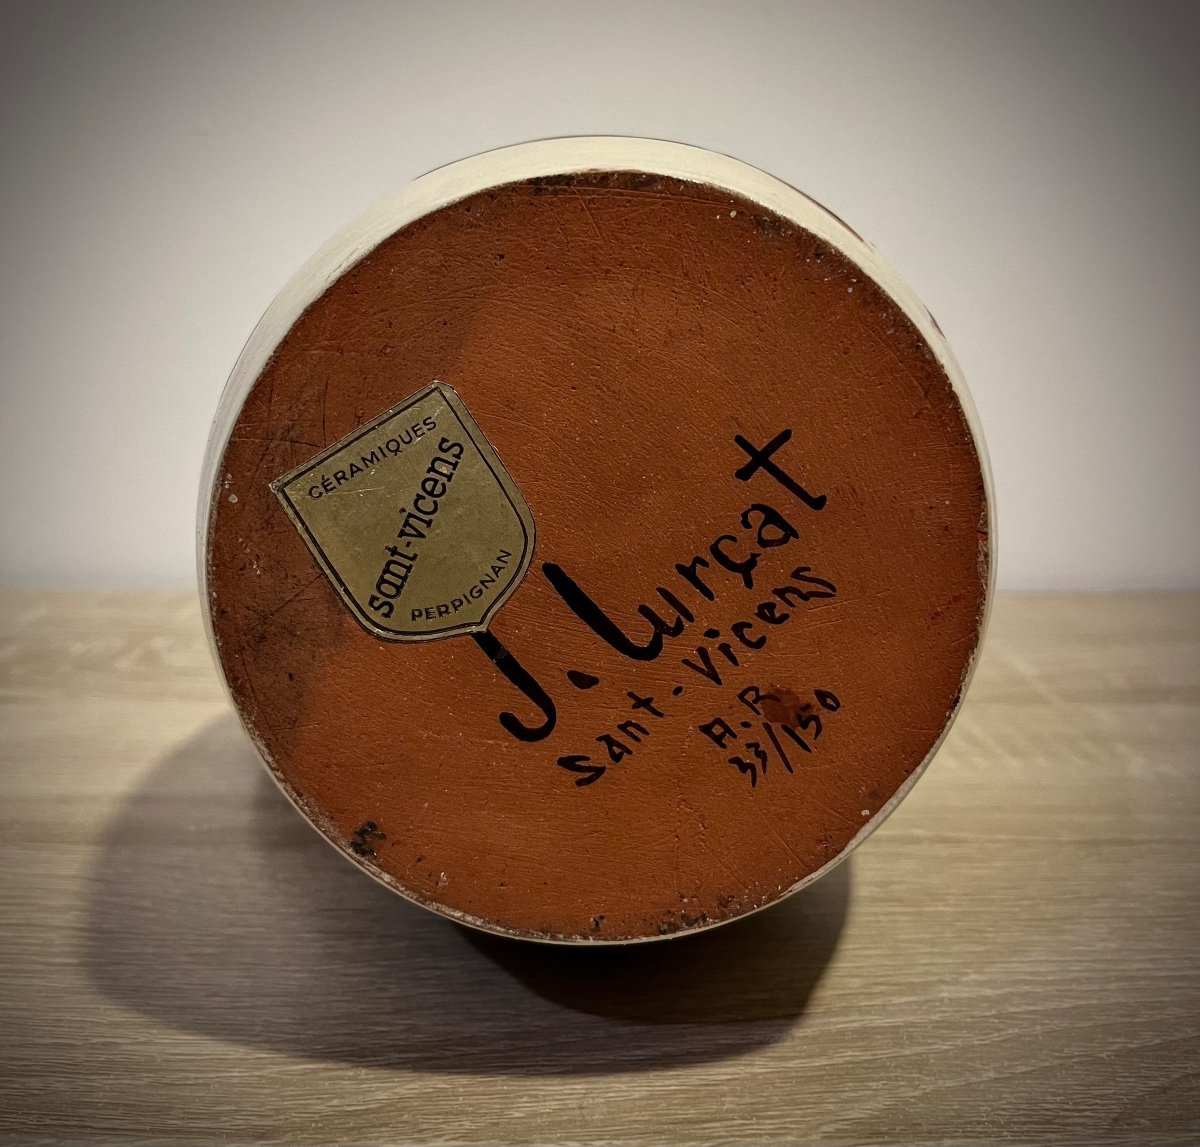 CÉRAMIQUES
sant-vicens
PERPIGNAN
J. Lurçat
Sant-Vicens
A.R
33/150